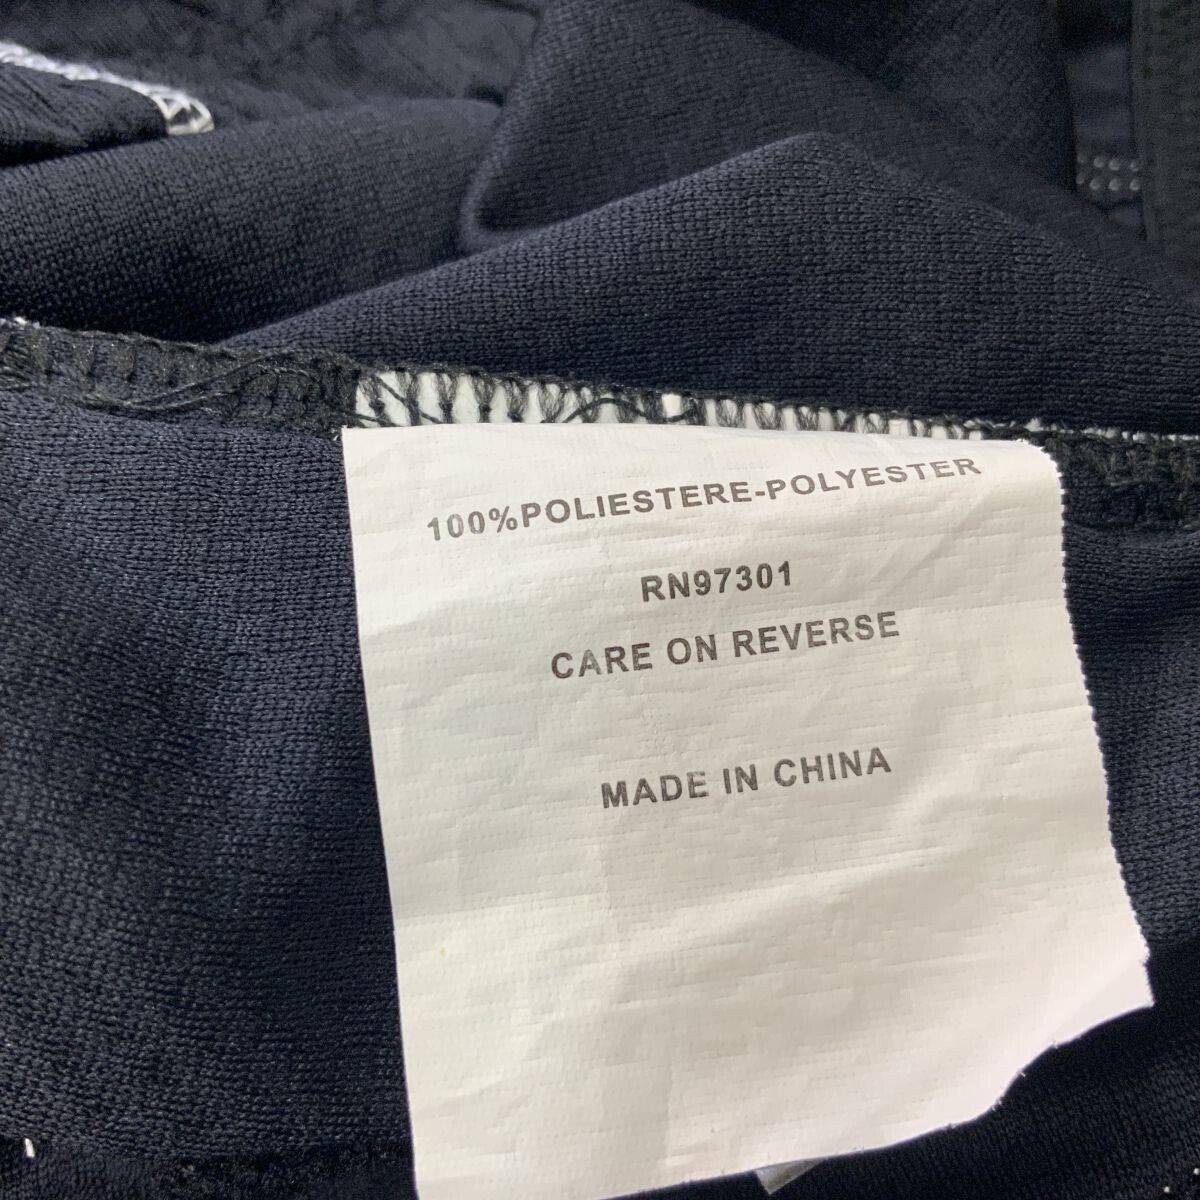 100%POLIESTERE-POLYESTER
RN97301
CARE ON REVERSE
MADE IN CHINA